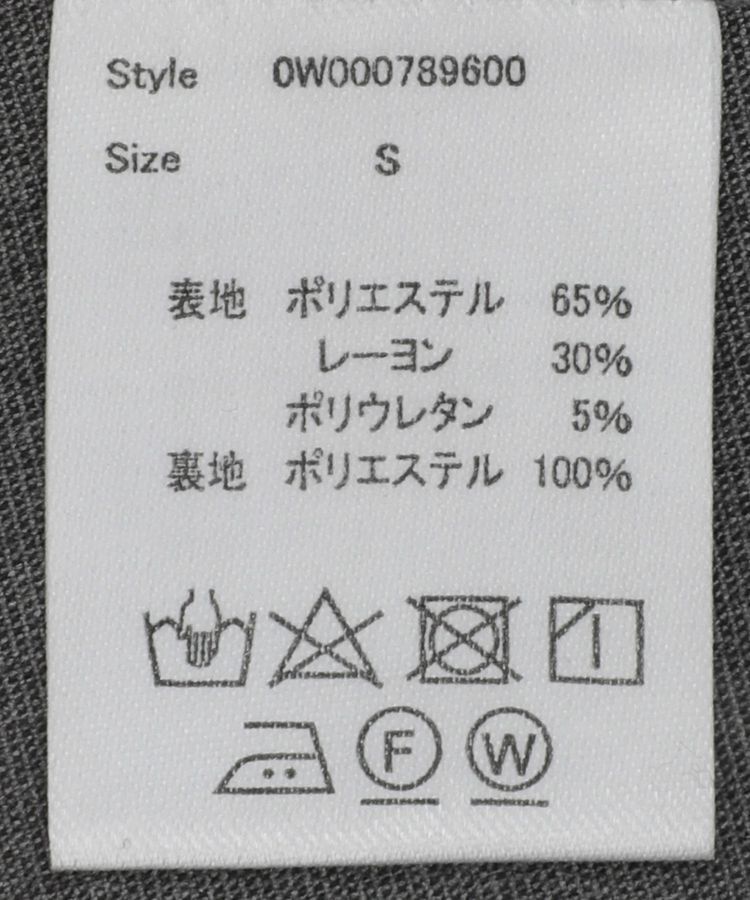 Style 0W000789600
Size S
表地 ポリエステル 65%
レーヨン 30%
ポリウレタン 5%
裏地 ポリエステル 100%
F W